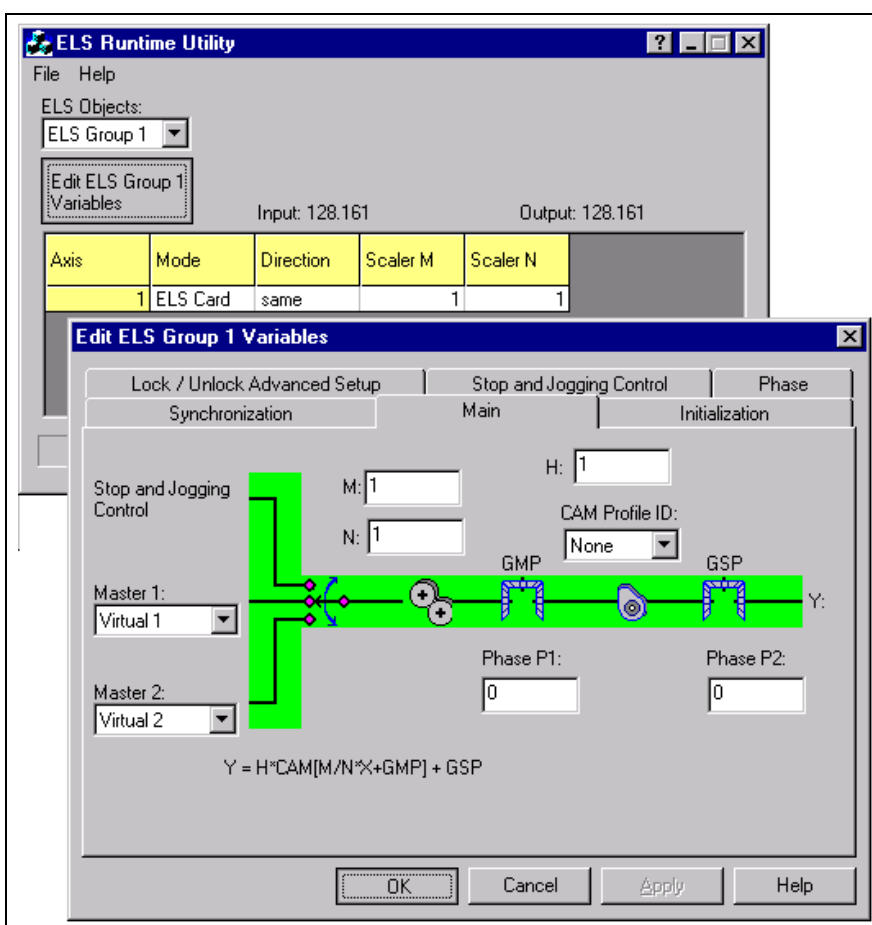 ELS Runtime Utility
File Help
ELS Objects:
ELS Group 1
Edit ELS Group 1
Variables
Input: 128.161 Output: 128.161
Axis Mode Direction Scaler M Scaler N
1 ELS Card same 1 1
Edit ELS Group 1 Variables
Lock / Unlock Advanced Setup Stop and Jogging Control Phase
Synchronization Main Initialization
Stop and Jogging
Control
M: 1
H: 1
N: 1
CAM Profile ID:
None
GMP GSP
Master 1:
Virtual 1
Y:
Phase P1: Phase P2:
0 0
Master 2:
Virtual 2
Y = H*CAM[M/N*X+GMP] + GSP
OK Cancel Apply Help